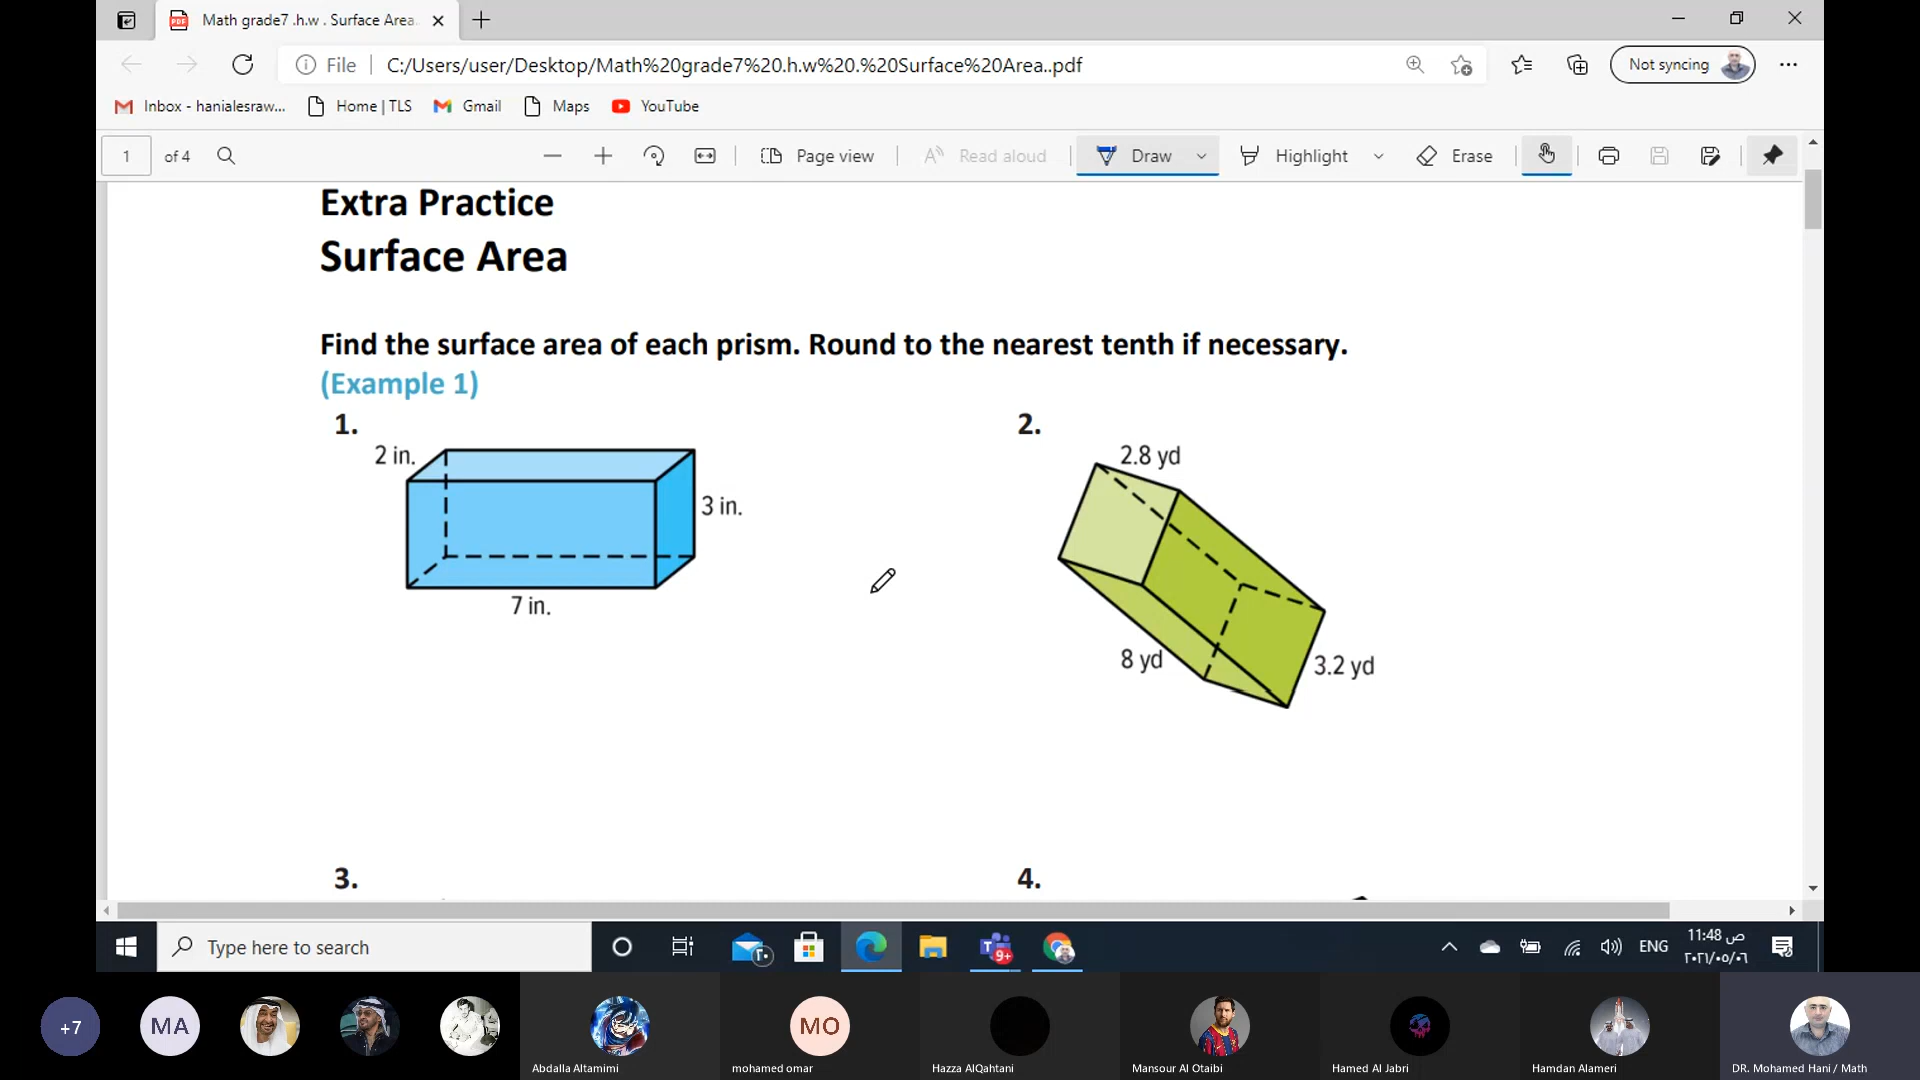 Math grade7 .h.w . Surface Area.
File
C:/Users/user/Desktop/Math%20grade7%20.h.w%20.%20Surface%20Area..pdf
Not syncing
Inbox - hanialesraw...
Home | TLS
Gmail
Maps
YouTube
1 of 4
Page view
Read aloud
Draw
Highlight
Erase
Extra Practice
Surface Area
Find the surface area of each prism. Round to the nearest tenth if necessary.
(Example 1)
1.
2 in.
3 in.
7 in.
2.
2.8 yd
8 yd
3.2 yd
3.
4.
Type here to search
٢٠
9+
ENG
11:48 ص
٢٠٢١/٠٥/٠٦
+7
MA
MO
Abdalla Altamimi
mohamed omar
Hazza AlQahtani
Mansour Al Otaibi
Hamed Al Jabri
Hamdan Alameri
DR. Mohamed Hani / Math